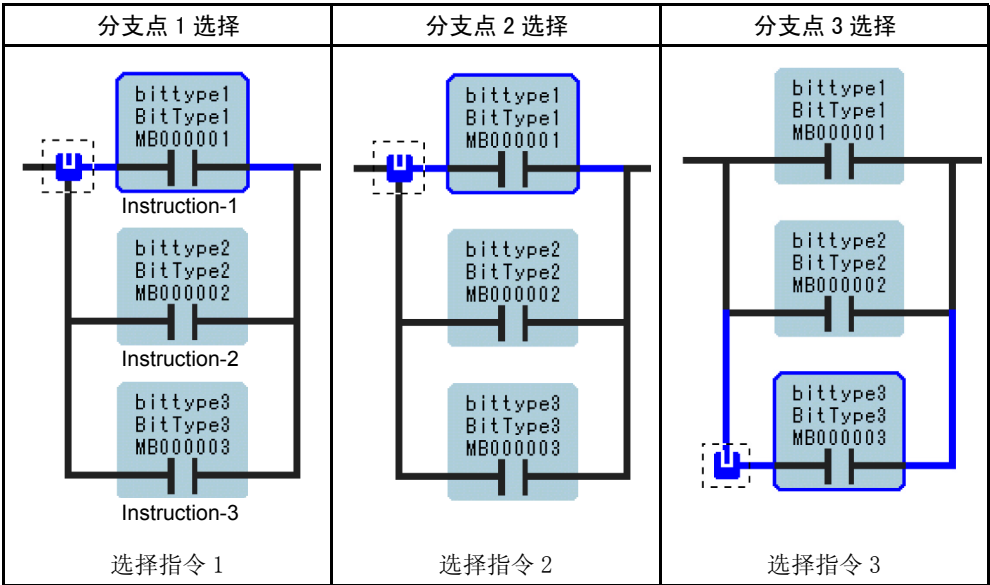 分支点 1 选择
分支点 2 选择
分支点 3 选择
bittype1
BitType1
MB000001
Instruction-1
bittype2
BitType2
MB000002
Instruction-2
bittype3
BitType3
MB000003
Instruction-3
选择指令 1
bittype1
BitType1
MB000001
bittype2
BitType2
MB000002
bittype3
BitType3
MB000003
选择指令 2
bittype1
BitType1
MB000001
bittype2
BitType2
MB000002
bittype3
BitType3
MB000003
选择指令 3